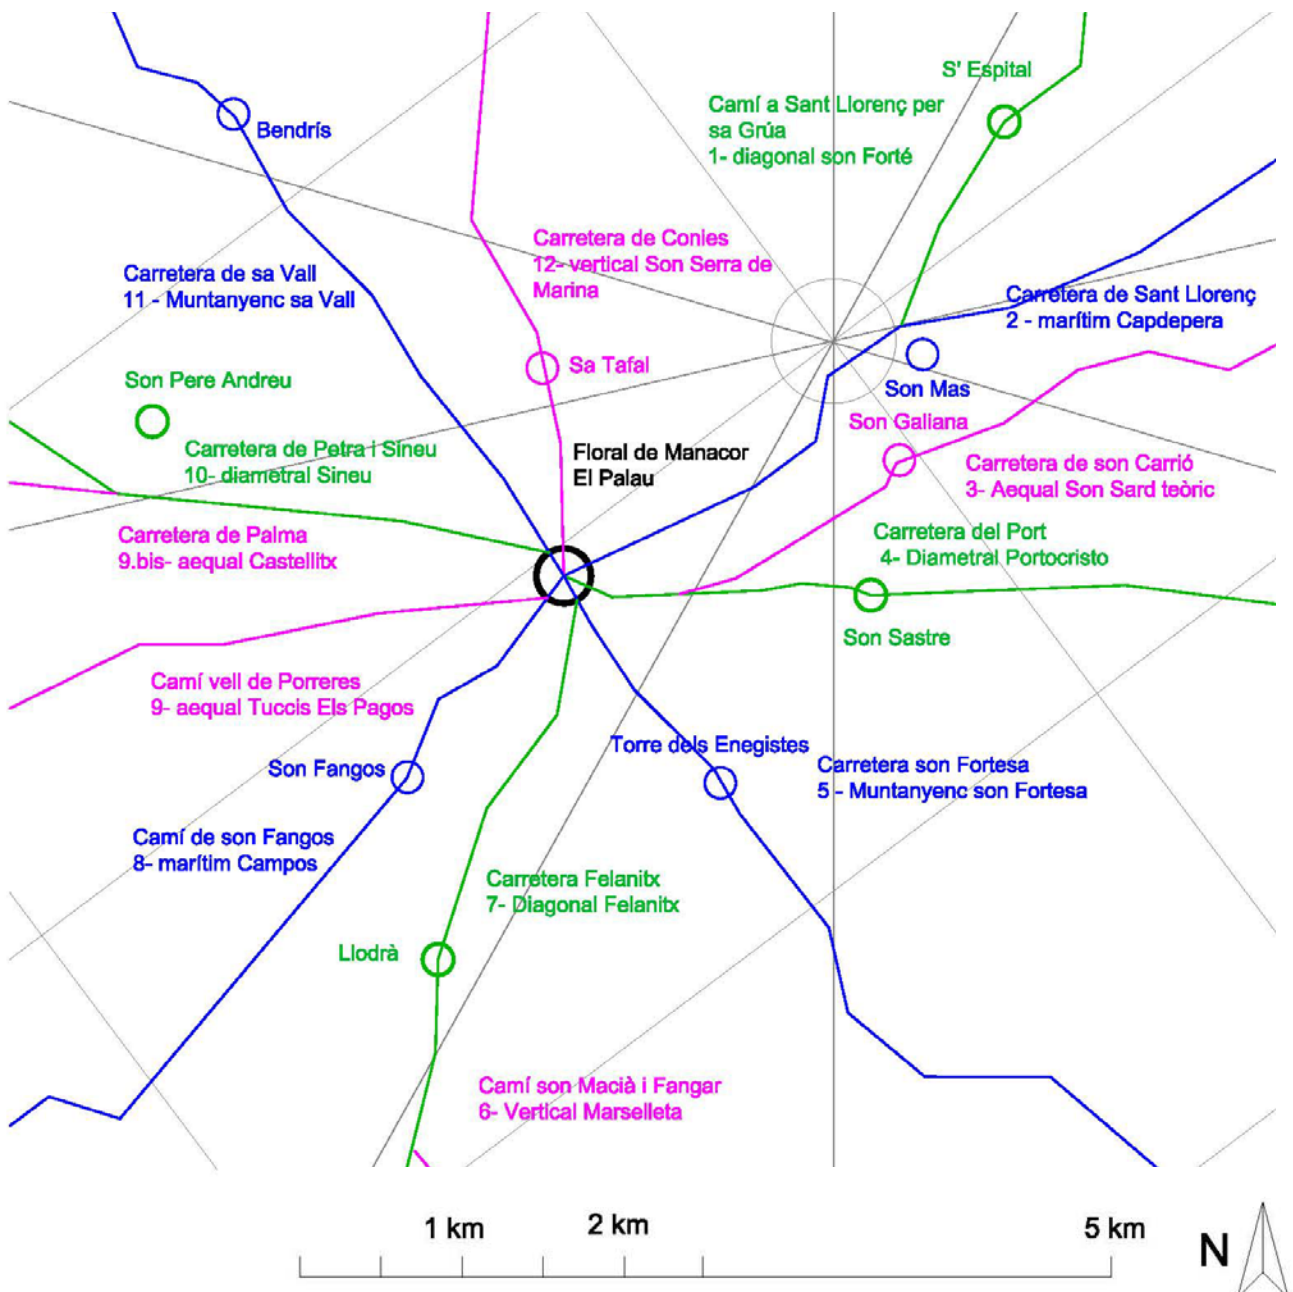 S' Espital
Camí a Sant Llorenç per
sa Grúa
1- diagonal son Forté
Bendrís
Carretera de Conies
12- vertical Son Serra de
Marina
Carretera de sa Vall
11 - Muntanyenc sa Vall
Carretera de Sant Llorenç
2 - marítim Capdepera
Sa Tafal
Son Pere Andreu
Son Mas
Son Galiana
Carretera de Petra i Sineu
10- diametral Sineu
Floral de Manacor
El Palau
Carretera de son Carrió
3- Aequal Son Sard teòric
Carretera de Palma
9.bis- aequal Castellitx
Carretera del Port
4- Diametral Portocristo
Son Sastre
Camí vell de Porreres
9- aequal Tuccis Els Pagos
Torre dels Enegistes
Son Fangos
Carretera son Fortesa
5 - Muntanyenc son Fortesa
Camí de son Fangos
8- marítim Campos
Carretera Felanitx
7- Diagonal Felanitx
Llodrà
Camí son Macià i Fangar
6- Vertical Marselleta
1 km
2 km
5 km
N